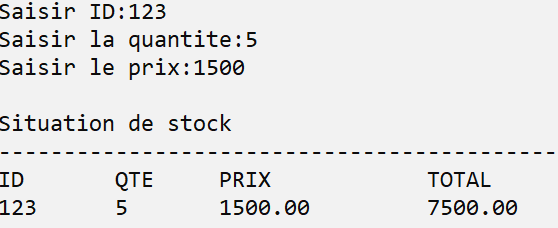 Saisir ID:123
Saisir la quantite:5
Saisir le prix:1500
Situation de stock
-------------------------------------------
ID QTE PRIX TOTAL
123 5 1500.00 7500.00